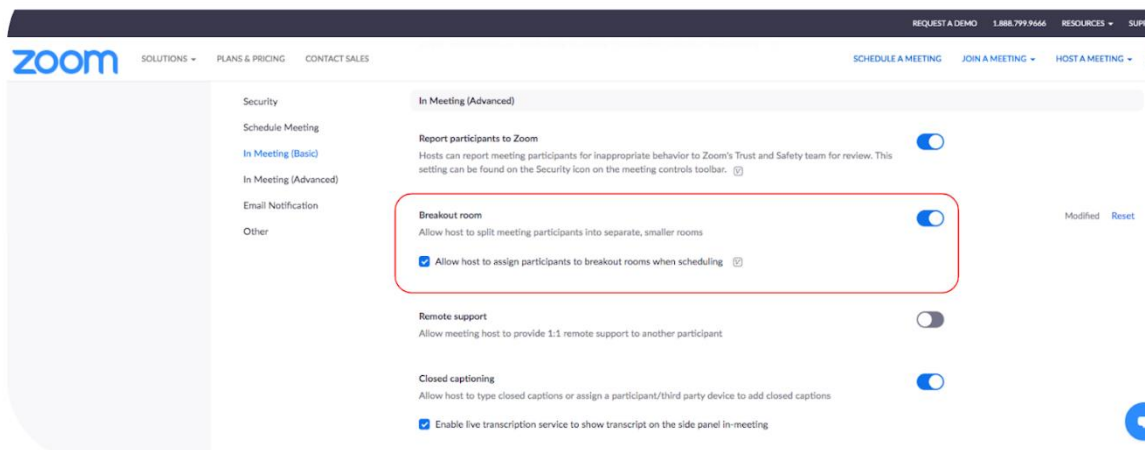 REQUEST A DEMO 1.888.799.9666 RESOURCES
zoom SOLUTIONS PLANS & PRICING CONTACT SALES SCHEDULE A MEETING JOIN A MEETING HOST A MEETING
Security
Schedule Meeting
In Meeting (Basic)
In Meeting (Advanced)
Email Notification
Other
In Meeting (Advanced)
Report participants to Zoom
Hosts can report meeting participants for inappropriate behavior to Zoom's Trust and Safety team for review. This
setting can be found on the Security icon on the meeting controls toolbar.
Breakout room
Allow host to split meeting participants into separate, smaller rooms
Modified Reset
Allow host to assign participants to breakout rooms when scheduling
Remote support
Allow meeting host to provide 1:1 remote support to another participant
Closed captioning
Allow host to type closed captions or assign a participant/third party device to add closed captions
Enable live transcription service to show transcript on the side panel in-meeting